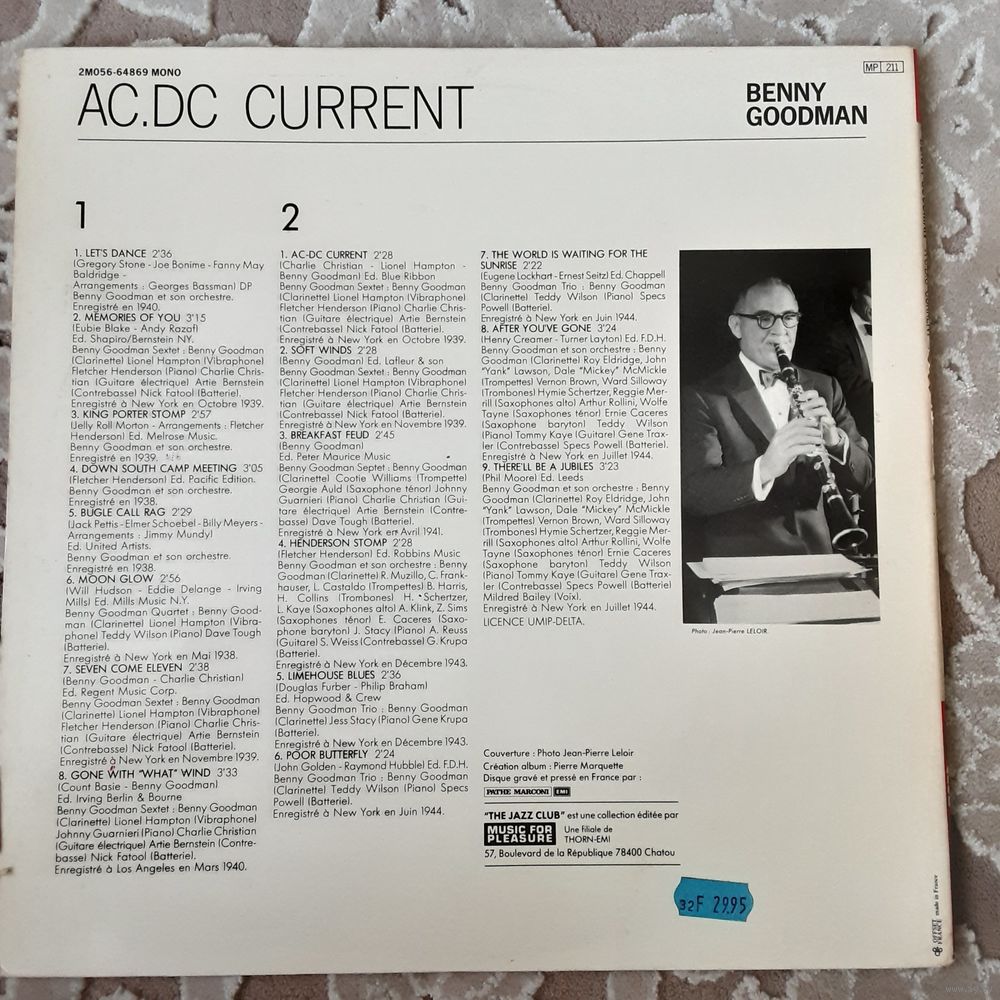 2M056-64869 MONO
MP 211
AC.DC CURRENT
BENNY
GOODMAN
1
1. LET'S DANCE 2'36
(Gregory Stone - Joe Bonime - Fanny May
Baldridge -
Arrangements : Georges Bassman) DP
Benny Goodman et son orchestre.
Enregistré en 1940.
2. MEMORIES OF YOU 3'15
(Eubie Blake - Andy Razaf)
Ed. Shapiro/Bernstein NY.
Benny Goodman Sextet : Benny Goodman
(Clarinette) Lionel Hampton (Vibraphone)
Fletcher Henderson (Piano) Charlie Chris-
tian (Guitare électrique) Artie Bernstein
(Contrebasse) Nick Fatool (Batterie).
Enregistré à New York en Octobre 1939.
3. KING PORTER STOMP 2'57
(Jelly Roll Morton - Arrangements : Fletcher
Henderson) Ed. Melrose Music.
Benny Goodman et son orchestre.
Enregistré en 1939.
4. DOWN SOUTH CAMP MEETING 3'05
(Fletcher Henderson) Ed. Pacific Edition.
Benny Goodman et son orchestre.
Enregistré en 1938.
5. BUGLE CALL RAG 2'29
(Jack Pettis - Elmer Schoebel - Billy Meyers -
Arrangements : Jimmy Mundy)
Ed. United Artists.
Benny Goodman et son orchestre.
Enregistré en 1938.
6. MOON GLOW 2'56
(Will Hudson - Eddie Delange - Irving
Mills) Ed. Mills Music N.Y.
Benny Goodman Quartet : Benny Good-
man (Clarinette) Lionel Hampton (Vibra-
phone) Teddy Wilson (Piano) Dave Tough
(Batterie).
Enregistré à New York en Mai 1938.
7. SEVEN COME ELEVEN 2'38
(Benny Goodman - Charlie Christian)
Ed. Regent Music Corp.
Benny Goodman Sextet : Benny Goodman
(Clarinette) Lionel Hampton (Vibraphone)
Fletcher Henderson (Piano) Charlie Chris-
tian (Guitare électrique) Artie Bernstein
(Contrebasse) Nick Fatool (Batterie).
Enregistré à New York en Novembre 1939.
8. GONE WITH "WHAT" WIND 3'33
(Count Basie - Benny Goodman)
Ed. Irving Berlin & Bourne
Benny Goodman Sextet : Benny Goodman
(Clarinette) Lionel Hampton (Vibraphone)
Johnny Guarnieri (Piano) Charlie Christian
(Guitare électrique) Artie Bernstein (Contre-
basse) Nick Fatool (Batterie).
Enregistré à Los Angeles en Mars 1940.
2
1. AC-DC CURRENT 2'28
(Charlie Christian - Lionel Hampton -
Benny Goodman) Ed. Blue Ribbon
Benny Goodman Sextet : Benny Goodman
(Clarinette) Lionel Hampton (Vibraphone)
Fletcher Henderson (Piano) Charlie Chris-
tian (Guitare électrique) Artie Bernstein
(Contrebasse) Nick Fatool (Batterie).
Enregistré à New York en Octobre 1939.
2. SOFT WINDS 2'28
(Benny Goodman) Ed. Lafleur & son
Benny Goodman Sextet : Benny Goodman
(Clarinette) Lionel Hampton (Vibraphone)
Fletcher Henderson (Piano) Charlie Chris-
tian (Guitare électrique) Artie Bernstein
(Contrebasse) Nick Fatool (Batterie).
Enregistré à New York en Novembre 1939.
3. BREAKFAST FEUD 2'45
(Benny Goodman)
Ed. Peter Maurice Music
Benny Goodman Septet : Benny Goodman
(Clarinette) Cootie Williams (Trompette)
Georgie Auld (Saxophone ténor) Johnny
Guarnieri (Piano) Charlie Christian (Gui-
tare électrique) Artie Bernstein (Contre-
basse) Dave Tough (Batterie).
Enregistré à New York en Avril 1941.
4. HENDERSON STOMP 2'28
(Fletcher Henderson) Ed. Robbins Music
Benny Goodman et son orchestre : Benny
Goodman (Clarinette) R. Muzillo, C. Frank-
hauser, L. Castaldo (Trompettes) B. Harris,
H. Collins (Trombones) H. Schertzer,
L. Kaye (Saxophones alto) A. Klink, Z. Sims
(Saxophones ténor) E. Caceres (Saxo-
phone baryton) J. Stacy (Piano) A. Reuss
(Guitare) S. Weiss (Contrebasse) G. Krupa
(Batterie).
Enregistré à New York en Décembre 1943.
5. LIMEHOUSE BLUES 2'36
(Douglas Furber - Philip Braham)
Ed. Hopwood & Crew
Benny Goodman Trio : Benny Goodman
(Clarinette) Jess Stacy (Piano) Gene Krupa
(Batterie).
Enregistré à New York en Décembre 1943.
6. POOR BUTTERFLY 2'24
(John Golden - Raymond Hubble) Ed. F.D.H.
Benny Goodman Trio : Benny Goodman
(Clarinette) Teddy Wilson (Piano) Specs
Powell (Batterie).
Enregistré à New York en Juin 1944.
7. THE WORLD IS WAITING FOR THE
SUNRISE 2'22
(Eugene Lockhart - Ernest Seitz) Ed. Chappell
Benny Goodman Trio : Benny Goodman
(Clarinette) Teddy Wilson (Piano) Specs
Powell (Batterie).
Enregistré à New York en Juin 1944.
8. AFTER YOU'VE GONE 3'24
(Henry Creamer - Turner Layton) Ed. F.D.H.
Benny Goodman et son orchestre : Benny
Goodman (Clarinette) Roy Eldridge, John
"Yank" Lawson, Dale "Mickey" McMickle
(Trompettes) Vernon Brown, Ward Silloway
(Trombones) Hymie Schertzer, Reggie Mer-
rill (Saxophones alto) Arthur Rollini, Wolfe
Tayne (Saxophones ténor) Ernie Caceres
(Saxophone baryton) Teddy Wilson
(Piano) Tommy Kaye (Guitare) Gene Trax-
ler (Contrebasse) Specs Powell (Batterie).
Enregistré à New York en Juillet 1944.
9. THERE'LL BE A JUBILES 3'23
(Phil Moore) Ed. Leeds
Benny Goodman et son orchestre : Benny
Goodman (Clarinette) Roy Eldridge, John
"Yank" Lawson, Dale "Mickey" McMickle
(Trompettes) Vernon Brown, Ward Silloway
(Trombones) Hymie Schertzer, Reggie Mer-
rill (Saxophones alto) Arthur Rollini, Wolfe
Tayne (Saxophones ténor) Ernie Caceres
(Saxophone baryton) Teddy Wilson
(Piano) Tommy Kaye (Guitare) Gene Trax-
ler (Contrebasse) Specs Powell (Batterie)
Mildred Bailey (Voix).
Enregistré à New York en Juillet 1944.
LICENCE UMIP-DELTA.
Photo : Jean-Pierre LELOIR.
Couverture : Photo Jean-Pierre Leloir
Création album : Pierre Marquette
Disque gravé et pressé en France par :
PATHE MARCONI EMI
"THE JAZZ CLUB" est une collection éditée par
MUSIC FOR
PLEASURE
Une filiale de
THORN-EMI
57, Boulevard de la République 78400 Chatou
32F 29.95
OFFSET
FRANCE made in France